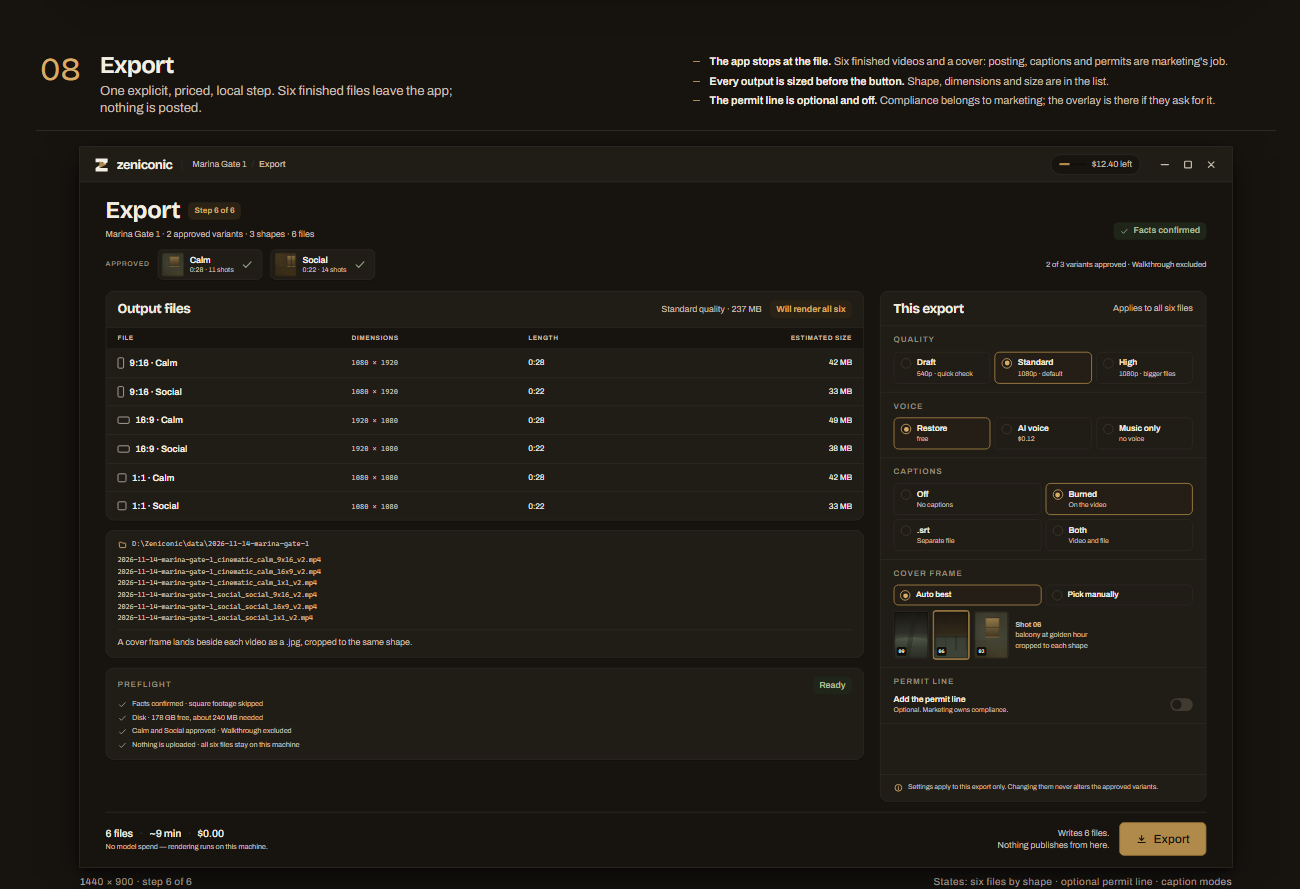 08
Export
One explicit, priced, local step. Six finished files leave the app;
nothing is posted.
– The app stops at the file. Six finished videos and a cover: posting, captions and permits are marketing's job.
– Every output is sized before the button. Shape, dimensions and size are in the list.
– The permit line is optional and off. Compliance belongs to marketing; the overlay is there if they ask for it.
zeniconic Marina Gate 1 Export $12.40 left
Export Step 6 of 6
Marina Gate 1 · 2 approved variants · 3 shapes · 6 files
Facts confirmed
APPROVED
Calm
0:28 · 11 shots
Social
0:22 · 14 shots
2 of 3 variants approved · Walkthrough excluded
Output files Standard quality · 237 MB Will render all six
FILE DIMENSIONS LENGTH ESTIMATED SIZE
9:16 · Calm 1080 × 1920 0:28 42 MB
9:16 · Social 1080 × 1920 0:22 33 MB
16:9 · Calm 1920 × 1080 0:28 49 MB
16:9 · Social 1920 × 1080 0:22 38 MB
1:1 · Calm 1080 × 1080 0:28 42 MB
1:1 · Social 1080 × 1080 0:22 33 MB
D:\Zeniconic\data\2026-11-14-marina-gate-1
2026-11-14-marina-gate-1_cinematic_calm_9x16_v2.mp4
2026-11-14-marina-gate-1_cinematic_calm_16x9_v2.mp4
2026-11-14-marina-gate-1_cinematic_calm_1x1_v2.mp4
2026-11-14-marina-gate-1_social_social_9x16_v2.mp4
2026-11-14-marina-gate-1_social_social_16x9_v2.mp4
2026-11-14-marina-gate-1_social_social_1x1_v2.mp4
A cover frame lands beside each video as a .jpg, cropped to the same shape.
PREFLIGHT Ready
Facts confirmed · square footage skipped
Disk · 178 GB free, about 240 MB needed
Calm and Social approved · Walkthrough excluded
Nothing is uploaded · all six files stay on this machine
This export Applies to all six files
QUALITY
Draft
540p · quick check
Standard
1080p · default
High
1080p · bigger files
VOICE
Restore
free
AI voice
$0.12
Music only
no voice
CAPTIONS
Off
No captions
Burned
On the video
.srt
Separate file
Both
Video and file
COVER FRAME
Auto best
Pick manually
09 06 03
Shot 06
balcony at golden hour
cropped to each shape
PERMIT LINE
Add the permit line
Optional. Marketing owns compliance.
Settings apply to this export only. Changing them never alters the approved variants.
6 files · ~9 min · $0.00
No model spend — rendering runs on this machine.
Writes 6 files.
Nothing publishes from here.
Export
1440 × 900 · step 6 of 6
States: six files by shape · optional permit line · caption modes